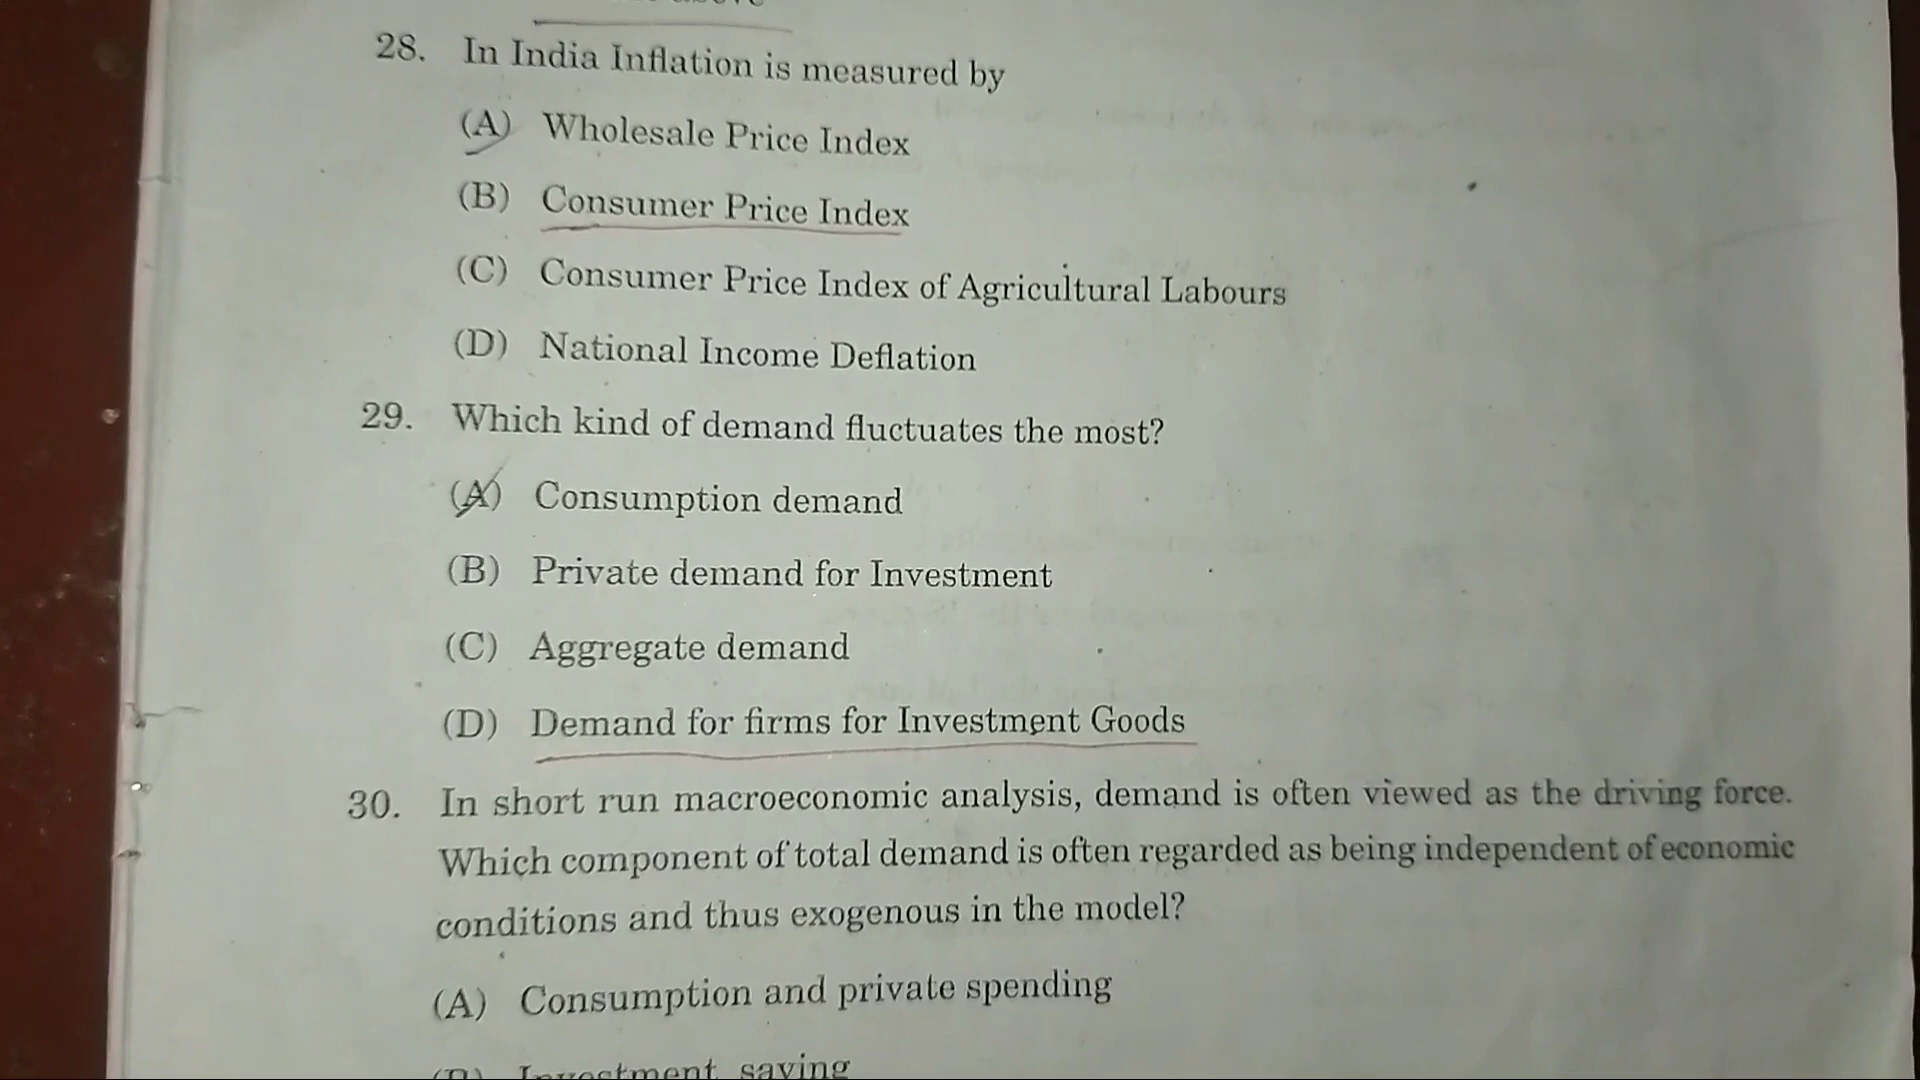 28. In India Inflation is measured by
(A) Wholesale Price Index
(B) Consumer Price Index
(C) Consumer Price Index of Agricultural Labours
(D) National Income Deflation
29. Which kind of demand fluctuates the most?
(A) Consumption demand
(B) Private demand for Investment
(C) Aggregate demand
(D) Demand for firms for Investment Goods
30. In short run macroeconomic analysis, demand is often viewed as the driving force.
Which component of total demand is often regarded as being independent of economic
conditions and thus exogenous in the model?
(A) Consumption and private spending
Investment saving